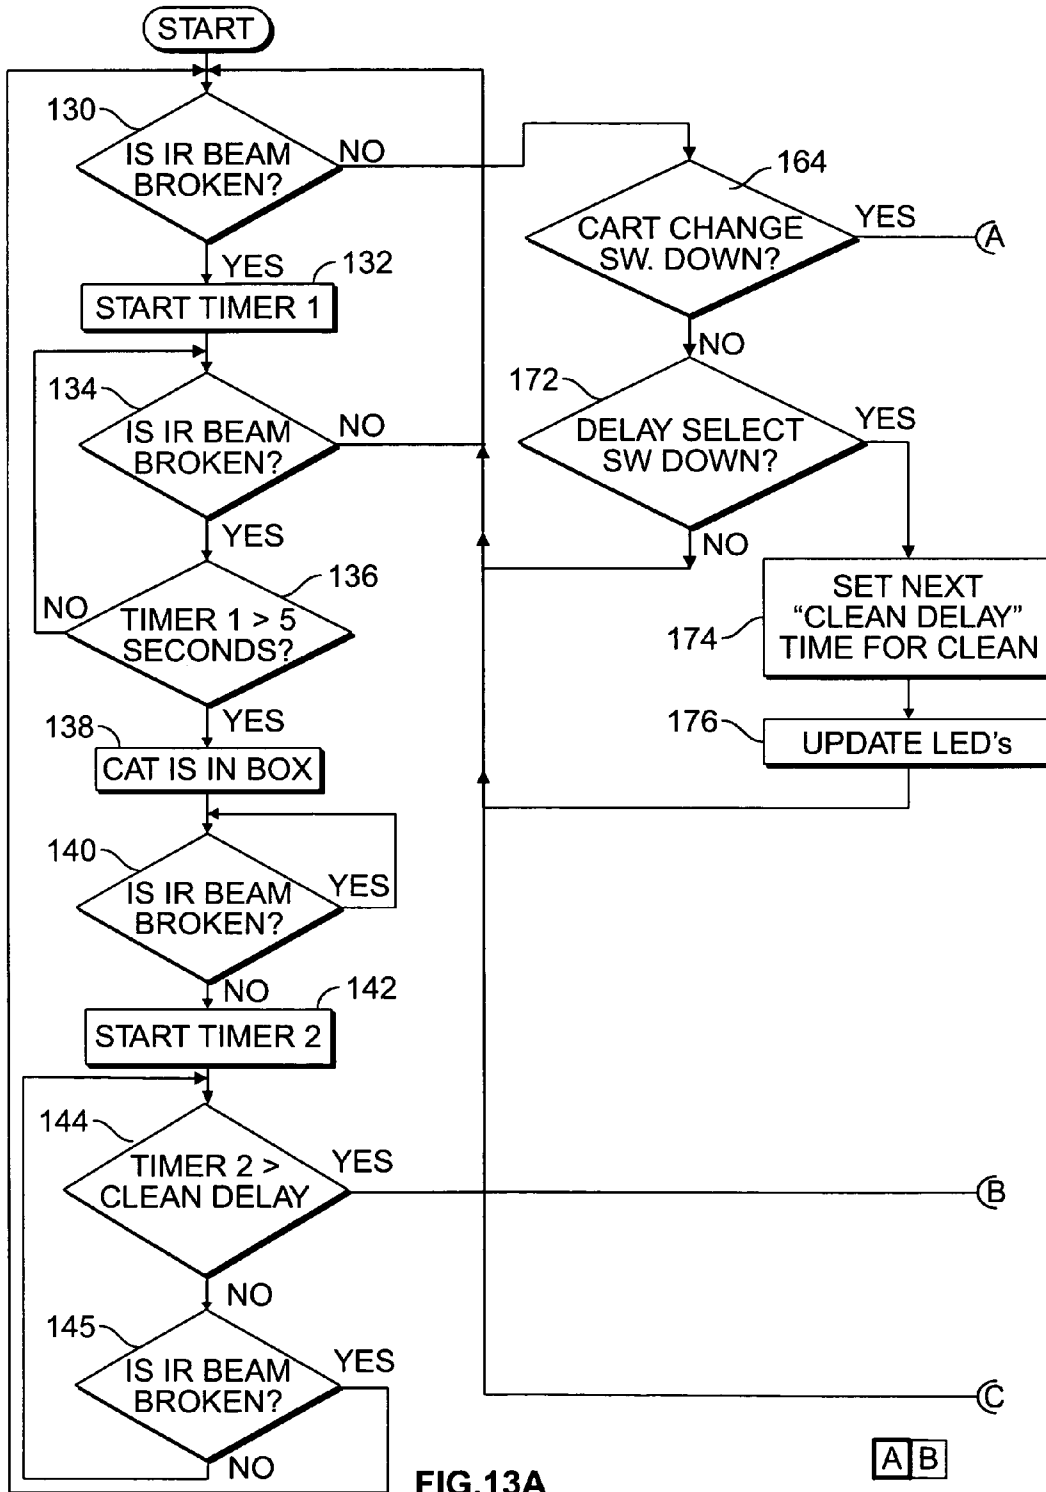 START
130
IS IR BEAM
BROKEN?
NO
YES
132
START TIMER 1
134
IS IR BEAM
BROKEN?
NO
YES
136
NO
TIMER 1 > 5
SECONDS?
YES
138
CAT IS IN BOX
140
IS IR BEAM
BROKEN?
YES
NO
142
START TIMER 2
144
TIMER 2 >
CLEAN DELAY
YES
B
NO
145
IS IR BEAM
BROKEN?
YES
NO
164
CART CHANGE
SW. DOWN?
YES
A
NO
172
DELAY SELECT
SW DOWN?
YES
NO
174
SET NEXT
“CLEAN DELAY”
TIME FOR CLEAN
176
UPDATE LED's
C
A B
FIG.13A